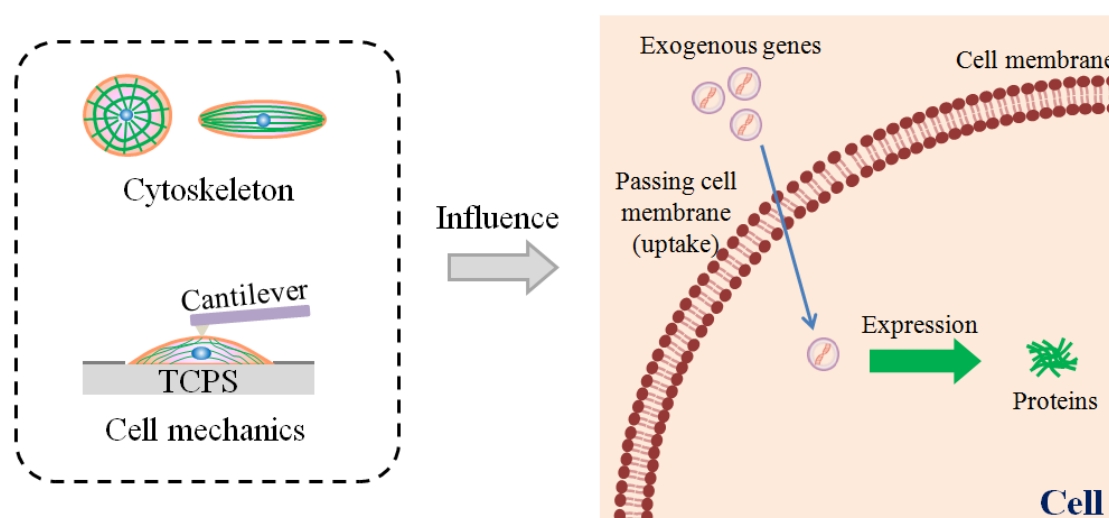 Cytoskeleton
Cantilever
TCPS
Cell mechanics
Influence
Exogenous genes
Cell membrane
Passing cell
membrane
(uptake)
Expression
Proteins
Cell